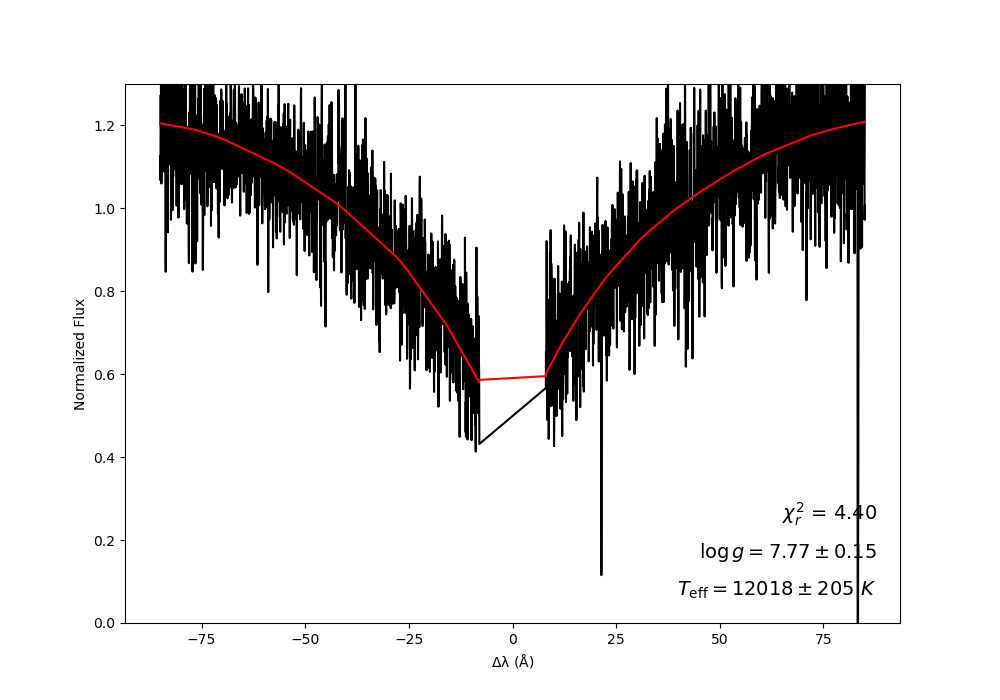 1.2
1.0
0.8
0.6
0.4
0.2
0.0
Normalized Flux
χ²ᵣ = 4.40
log g = 7.77 ± 0.15
T_eff = 12018 ± 205 K
−75 −50 −25 0 25 50 75
Δλ (Å)